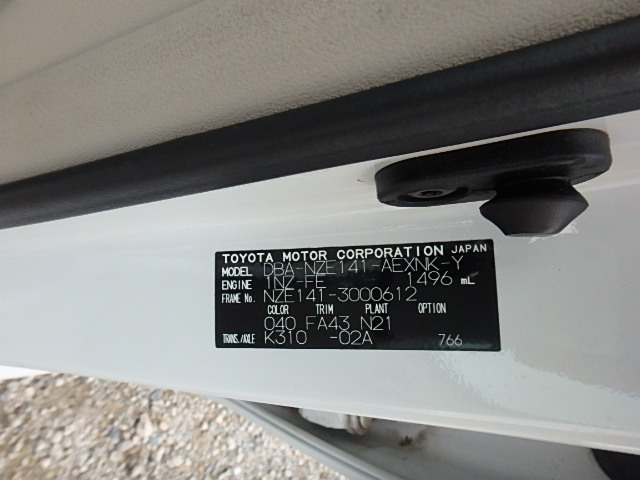 TOYOTA MOTOR CORPORATION JAPAN
MODEL DBA-NZE141-AEXNK-Y
ENGINE 1NZ-FE 1496 mL
FRAME No. NZE141-3000612
COLOR TRIM PLANT OPTION
040 FA43 N21
TRANS./AXLE K310 -02A 766